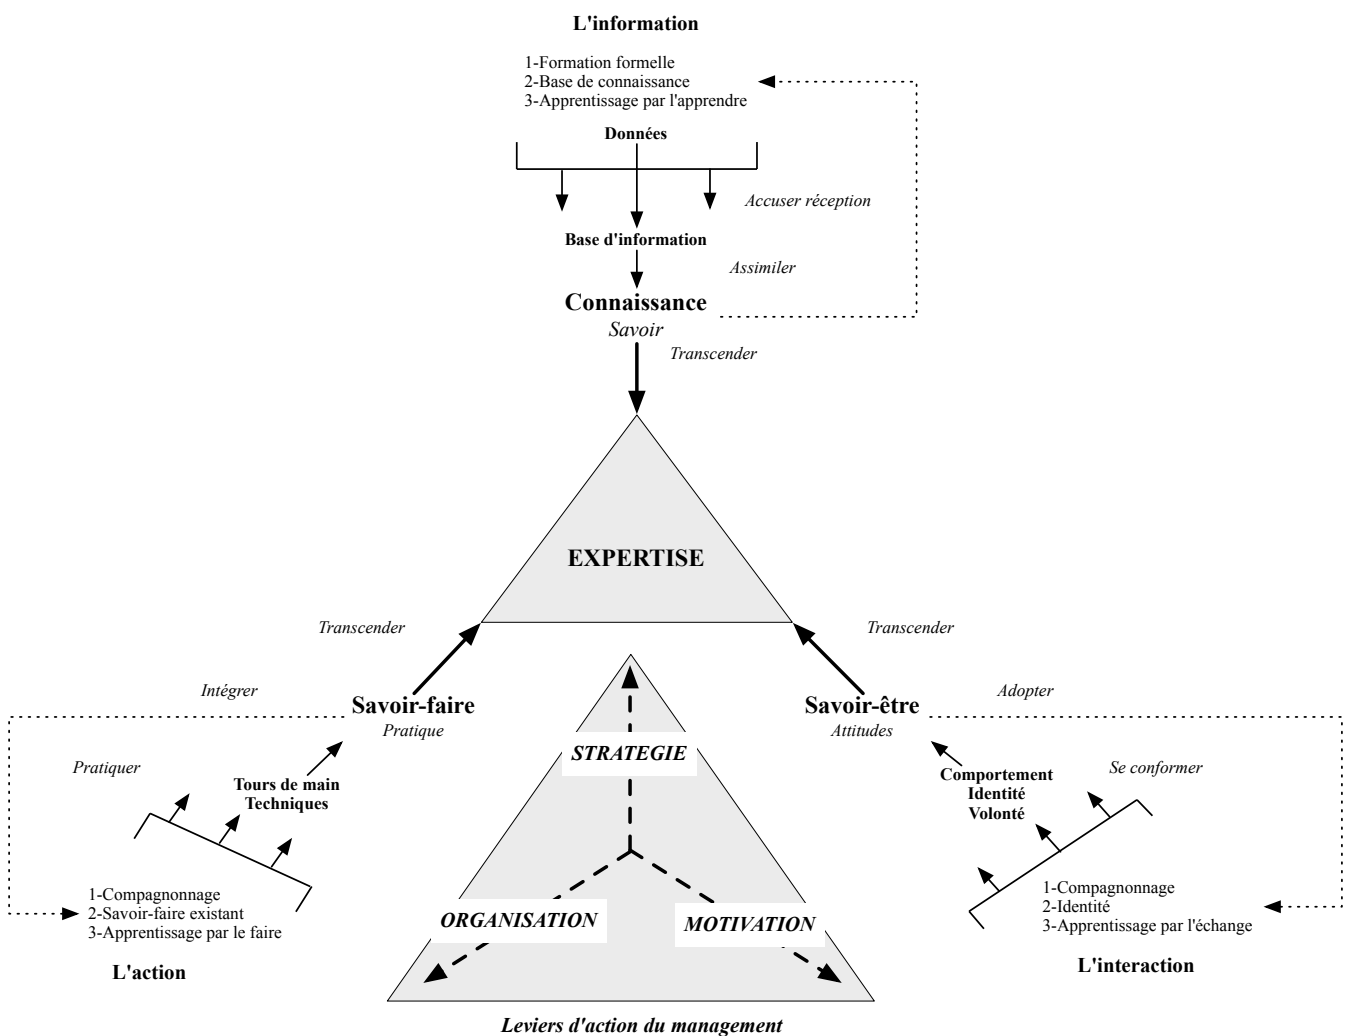 L'information
1-Formation formelle
2-Base de connaissance
3-Apprentissage par l'apprendre
Données
Accuser réception
Base d'information
Assimiler
Connaissance
Savoir
Transcender
EXPERTISE
Transcender
Transcender
Intégrer
Savoir-faire
Pratique
Savoir-être
Attitudes
Adopter
Pratiquer
Tours de main
Techniques
STRATEGIE
Comportement
Identité
Volonté
Se conformer
1-Compagnonnage
2-Savoir-faire existant
3-Apprentissage par le faire
L'action
ORGANISATION
MOTIVATION
1-Compagnonnage
2-Identité
3-Apprentissage par l'échange
L'interaction
Leviers d'action du management